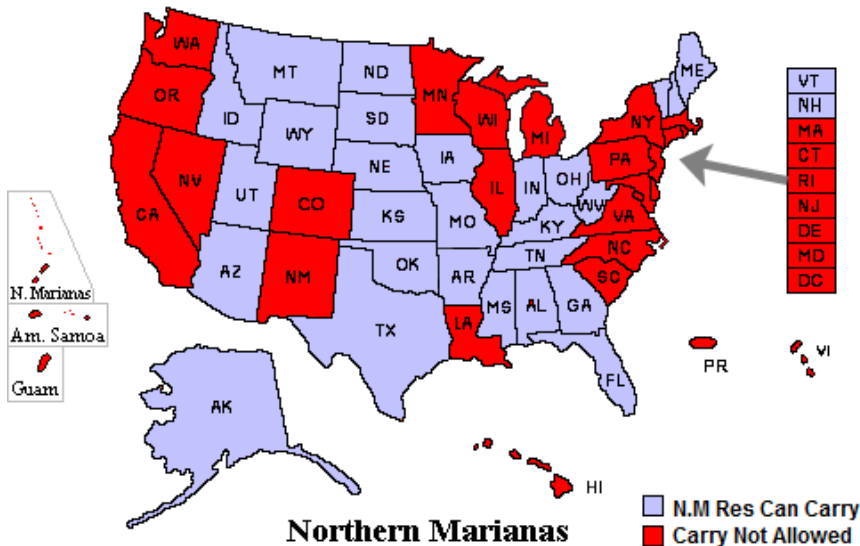 WA
MT
ND
MN
ME
VT
NH
MA
CT
RI
NJ
DE
MD
DC
OR
ID
SD
WI
MI
NY
WY
NE
IA
PA
NV
UT
CO
IL
IN
OH
WV
VA
CA
KS
MO
KY
NC
AZ
NM
OK
AR
TN
SC
TX
LA
MS
AL
GA
FL
N. Marianas
Am. Samoa
Guam
AK
PR
VI
HI
N.M Res Can Carry
Northern Marianas
Carry Not Allowed